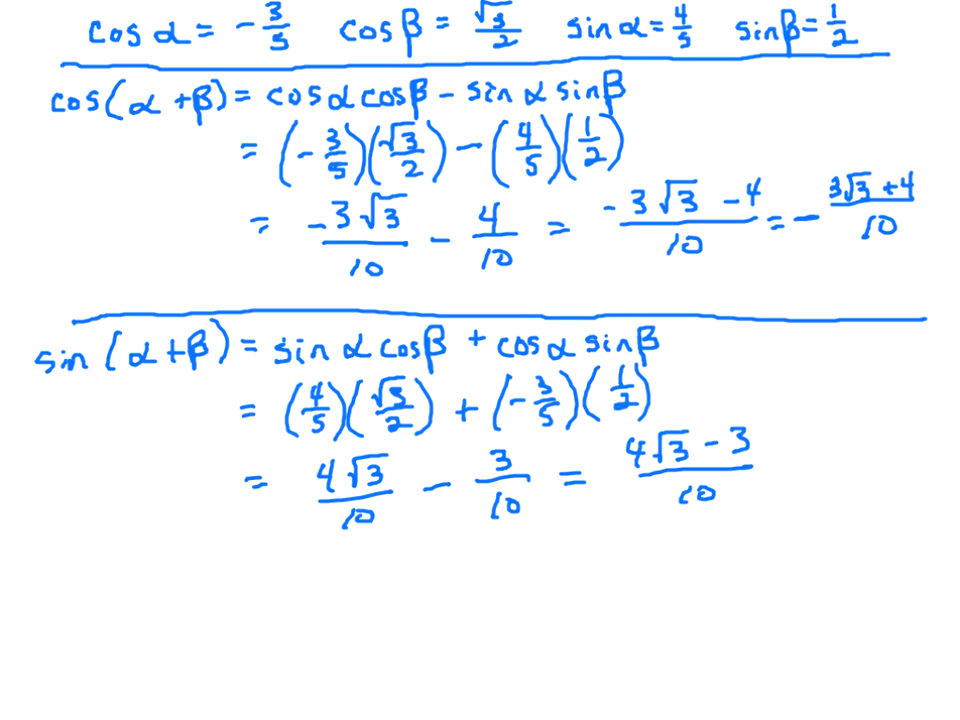 cos α = -3/5 cos β = √3/2 sin α = 4/5 sin β = 1/2
cos(α + β) = cos α cos β - sin α sin β
= (-3/5)(√3/2) - (4/5)(1/2)
= -3√3/10 - 4/10 = -3√3 - 4/10 = - 3√3 + 4/10
sin(α + β) = sin α cos β + cos α sin β
= (4/5)(√3/2) + (-3/5)(1/2)
= 4√3/10 - 3/10 = 4√3 - 3/10